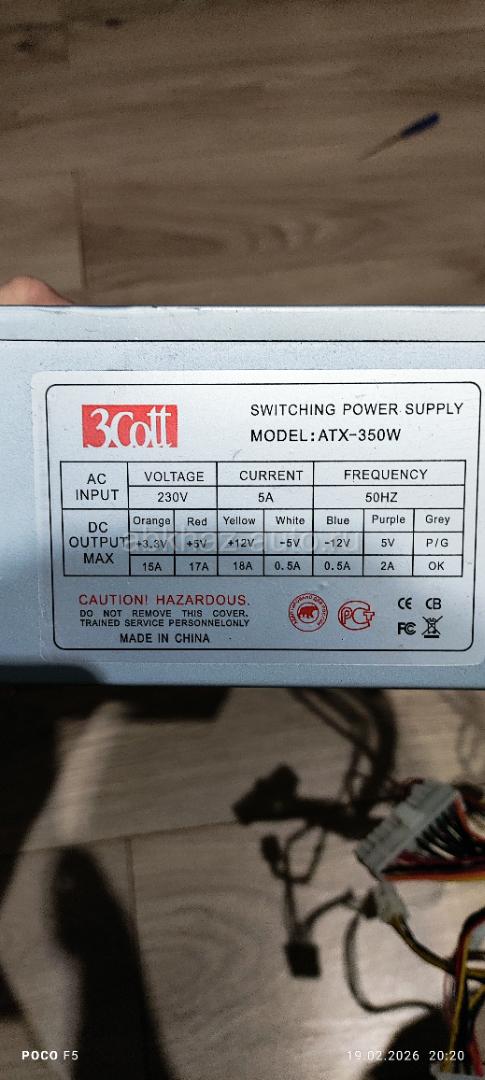 3Cott
SWITCHING POWER SUPPLY
MODEL:ATX-350W
AC INPUT VOLTAGE CURRENT FREQUENCY
230V 5A 50HZ
DC OUTPUT MAX Orange Red Yellow White Blue Purple Grey
+3.3V +5V +12V -5V -12V 5V P/G
15A 17A 18A 0.5A 0.5A 2A OK
CAUTION! HAZARDOUS.
DO NOT REMOVE THIS COVER.
TRAINED SERVICE PERSONNELONLY
MADE IN CHINA
CE CB
FC
POCO F5
19.02.2026 20:20